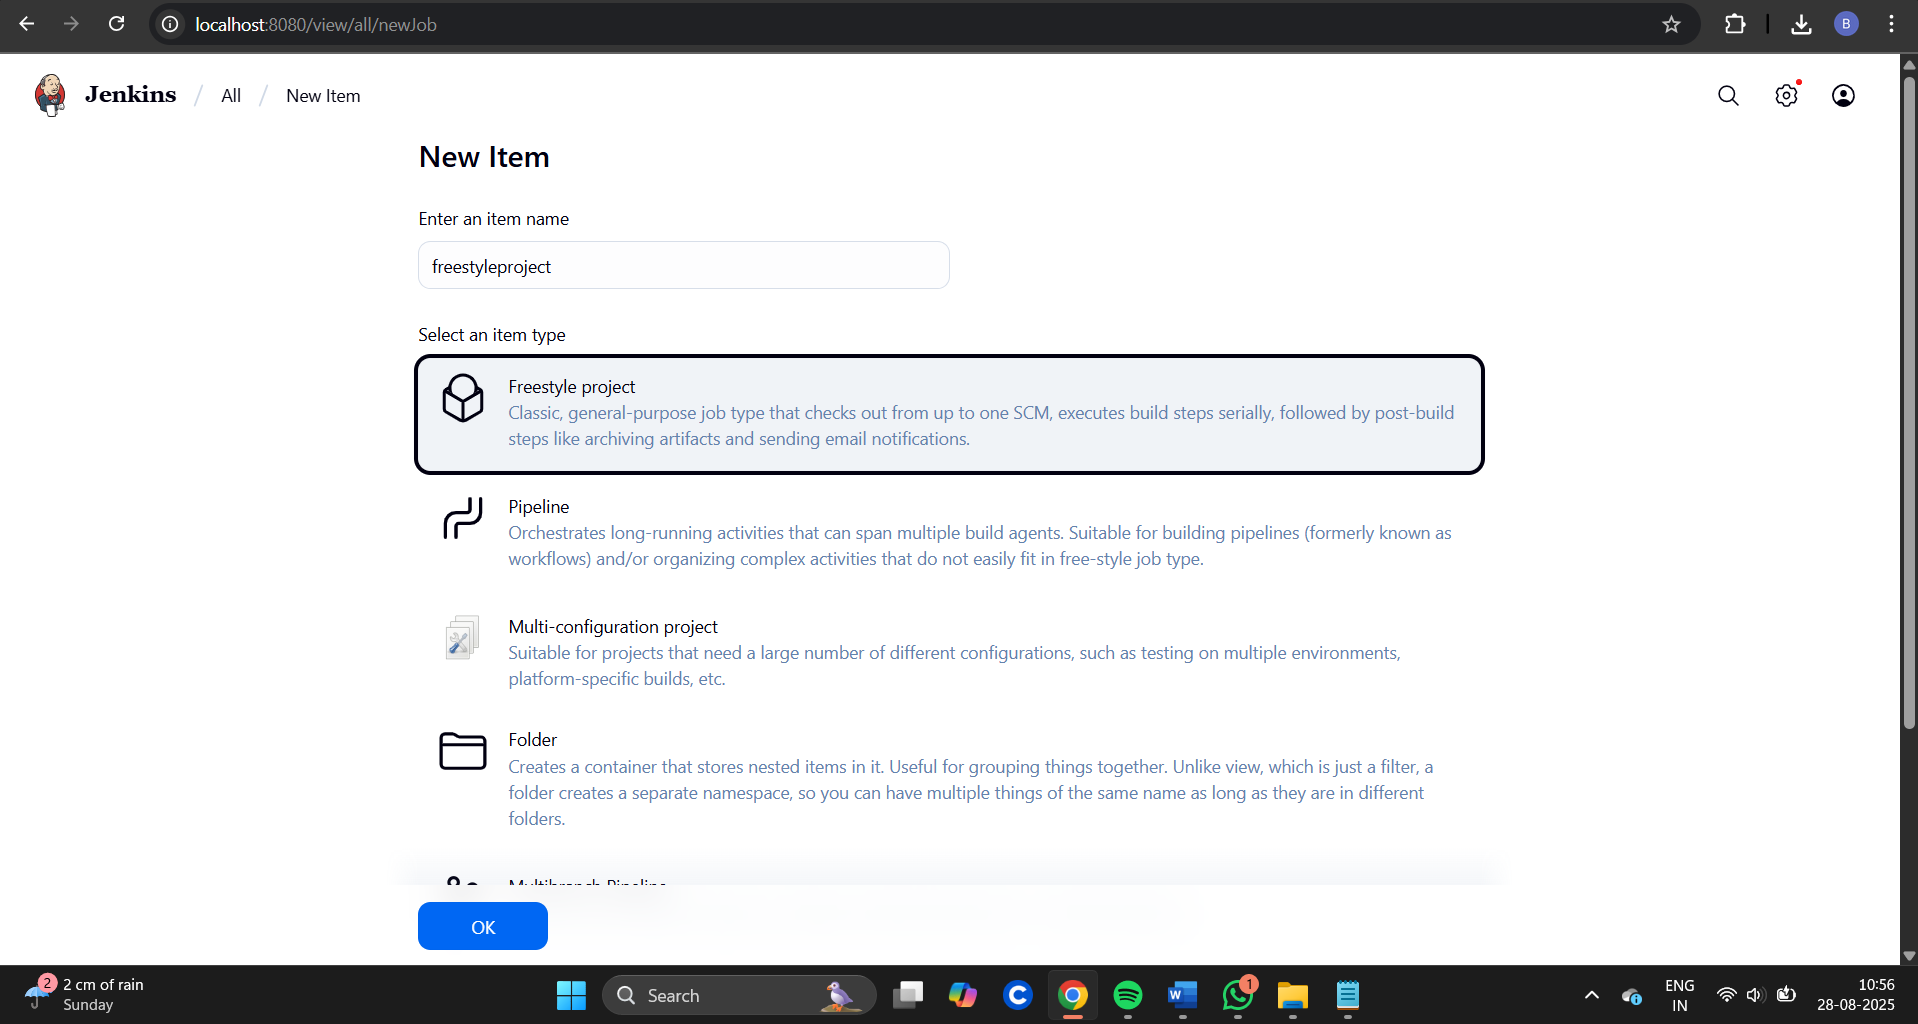 localhost:8080/view/all/newJob
B
Jenkins / All / New Item
New Item
Enter an item name
freestyleproject
Select an item type
Freestyle project
Classic, general-purpose job type that checks out from up to one SCM, executes build steps serially, followed by post-build
steps like archiving artifacts and sending email notifications.
Pipeline
Orchestrates long-running activities that can span multiple build agents. Suitable for building pipelines (formerly known as
workflows) and/or organizing complex activities that do not easily fit in free-style job type.
Multi-configuration project
Suitable for projects that need a large number of different configurations, such as testing on multiple environments,
platform-specific builds, etc.
Folder
Creates a container that stores nested items in it. Useful for grouping things together. Unlike view, which is just a filter, a
folder creates a separate namespace, so you can have multiple things of the same name as long as they are in different
folders.
Multibranch Pipeline
OK
2
2 cm of rain
Sunday
Search
C
W
1
ENG
IN
10:56
28-08-2025